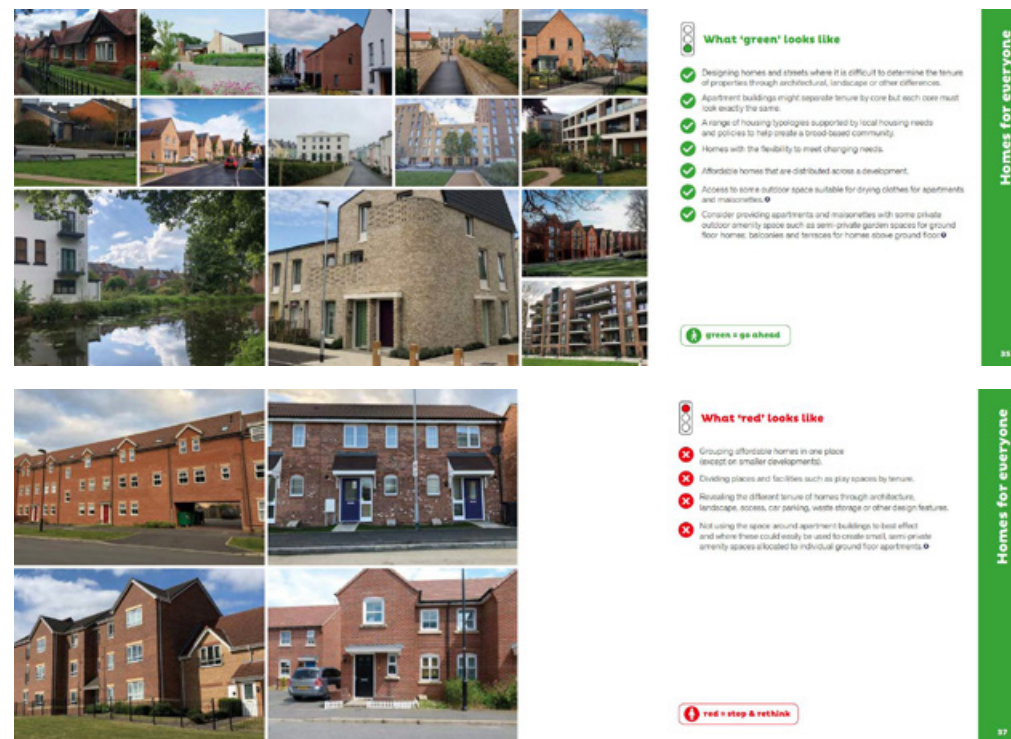 What ‘green’ looks like
Designing homes and streets where it is difficult to determine the tenure
of properties through architectural, landscape or other differences.
Apartment buildings might separate tenure by core but each core must
look exactly the same.
A range of housing typologies supported by local housing needs
and policies to help create a broad-based community.
Homes with the flexibility to meet changing needs.
Affordable homes that are distributed across a development.
Access to some outdoor space suitable for drying clothes for apartments
and maisonettes.
Consider providing apartments and maisonettes with some private
outdoor amenity space such as semi-private garden spaces for ground
floor homes; balconies and terraces for homes above ground floor.
green = go ahead
Homes for everyone
35
What ‘red’ looks like
Grouping affordable homes in one place
(except on smaller developments).
Dividing places and facilities such as play spaces by tenure.
Revealing the different tenure of homes through architecture,
landscape, access, car parking, waste storage or other design features.
Not using the space around apartment buildings to best effect
and where these could easily be used to create small, semi-private
amenity spaces allocated to individual ground floor apartments.
red = stop & rethink
Homes for everyone
37